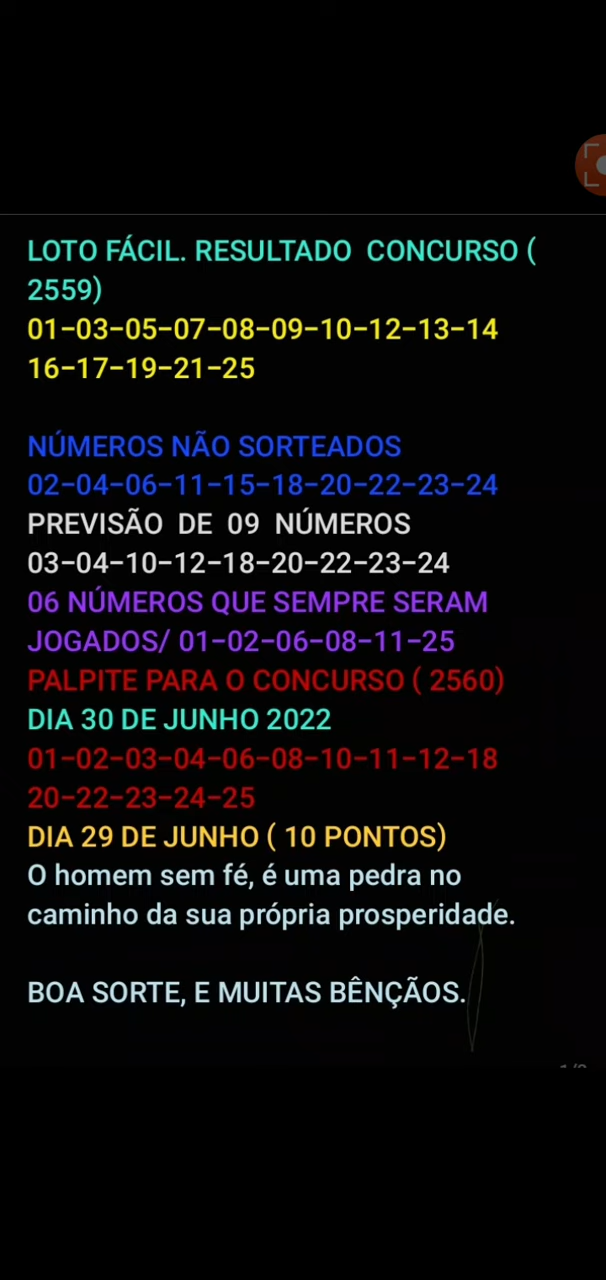 LOTO FÁCIL. RESULTADO  CONCURSO (
2559)
01-03-05-07-08-09-10-12-13-14
16-17-19-21-25
NÚMEROS NÃO SORTEADOS
02-04-06-11-15-18-20-22-23-24
PREVISÃO  DE  09  NÚMEROS
03-04-10-12-18-20-22-23-24
06 NÚMEROS QUE SEMPRE SERAM
JOGADOS/ 01-02-06-08-11-25
PALPITE PARA O CONCURSO ( 2560)
DIA 30 DE JUNHO 2022
01-02-03-04-06-08-10-11-12-18
20-22-23-24-25
DIA 29 DE JUNHO ( 10 PONTOS)
O homem sem fé, é uma pedra no
caminho da sua própria prosperidade.
BOA SORTE, E MUITAS BÊNÇÃOS.